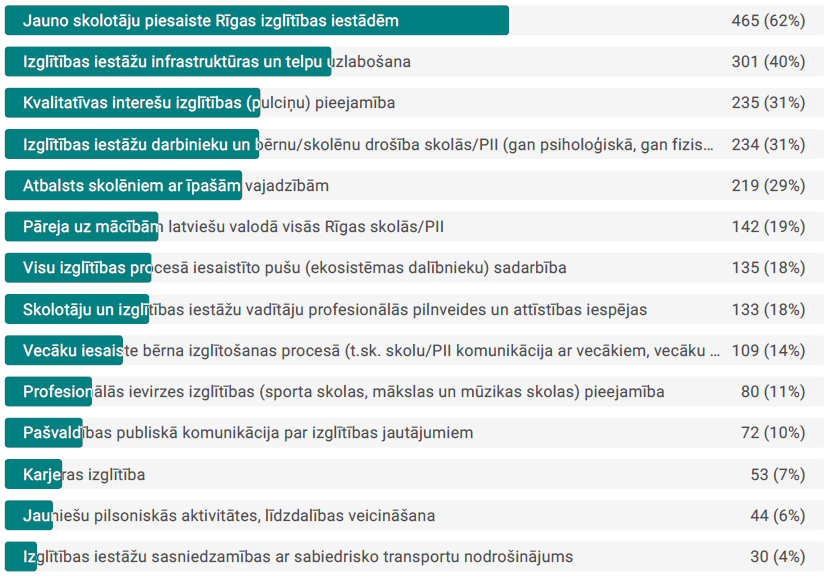 Jauno skolotāju piesaiste Rīgas izglītības iestādēm 465 (62%)
Izglītības iestāžu infrastruktūras un telpu uzlabošana 301 (40%)
Kvalitatīvas interešu izglītības (pulciņu) pieejamība 235 (31%)
Izglītības iestāžu darbinieku un bērnu/skolēnu drošība skolās/PII (gan psiholoģiskā, gan fizis... 234 (31%)
Atbalsts skolēniem ar īpašām vajadzībām 219 (29%)
Pāreja uz mācībām latviešu valodā visās Rīgas skolās/PII 142 (19%)
Visu izglītības procesā iesaistīto pušu (ekosistēmas dalībnieku) sadarbība 135 (18%)
Skolotāju un izglītības iestāžu vadītāju profesionālās pilnveides un attīstības iespējas 133 (18%)
Vecāku iesaiste bērna izglītošanas procesā (t.sk. skolu/PII komunikācija ar vecākiem, vecāku ... 109 (14%)
Profesionālās ievirzes izglītības (sporta skolas, mākslas un mūzikas skolas) pieejamība 80 (11%)
Pašvaldības publiskā komunikācija par izglītības jautājumiem 72 (10%)
Karjeras izglītība 53 (7%)
Jauniešu pilsoniskās aktivitātes, līdzdalības veicināšana 44 (6%)
Izglītības iestāžu sasniedzamības ar sabiedrisko transportu nodrošinājums 30 (4%)